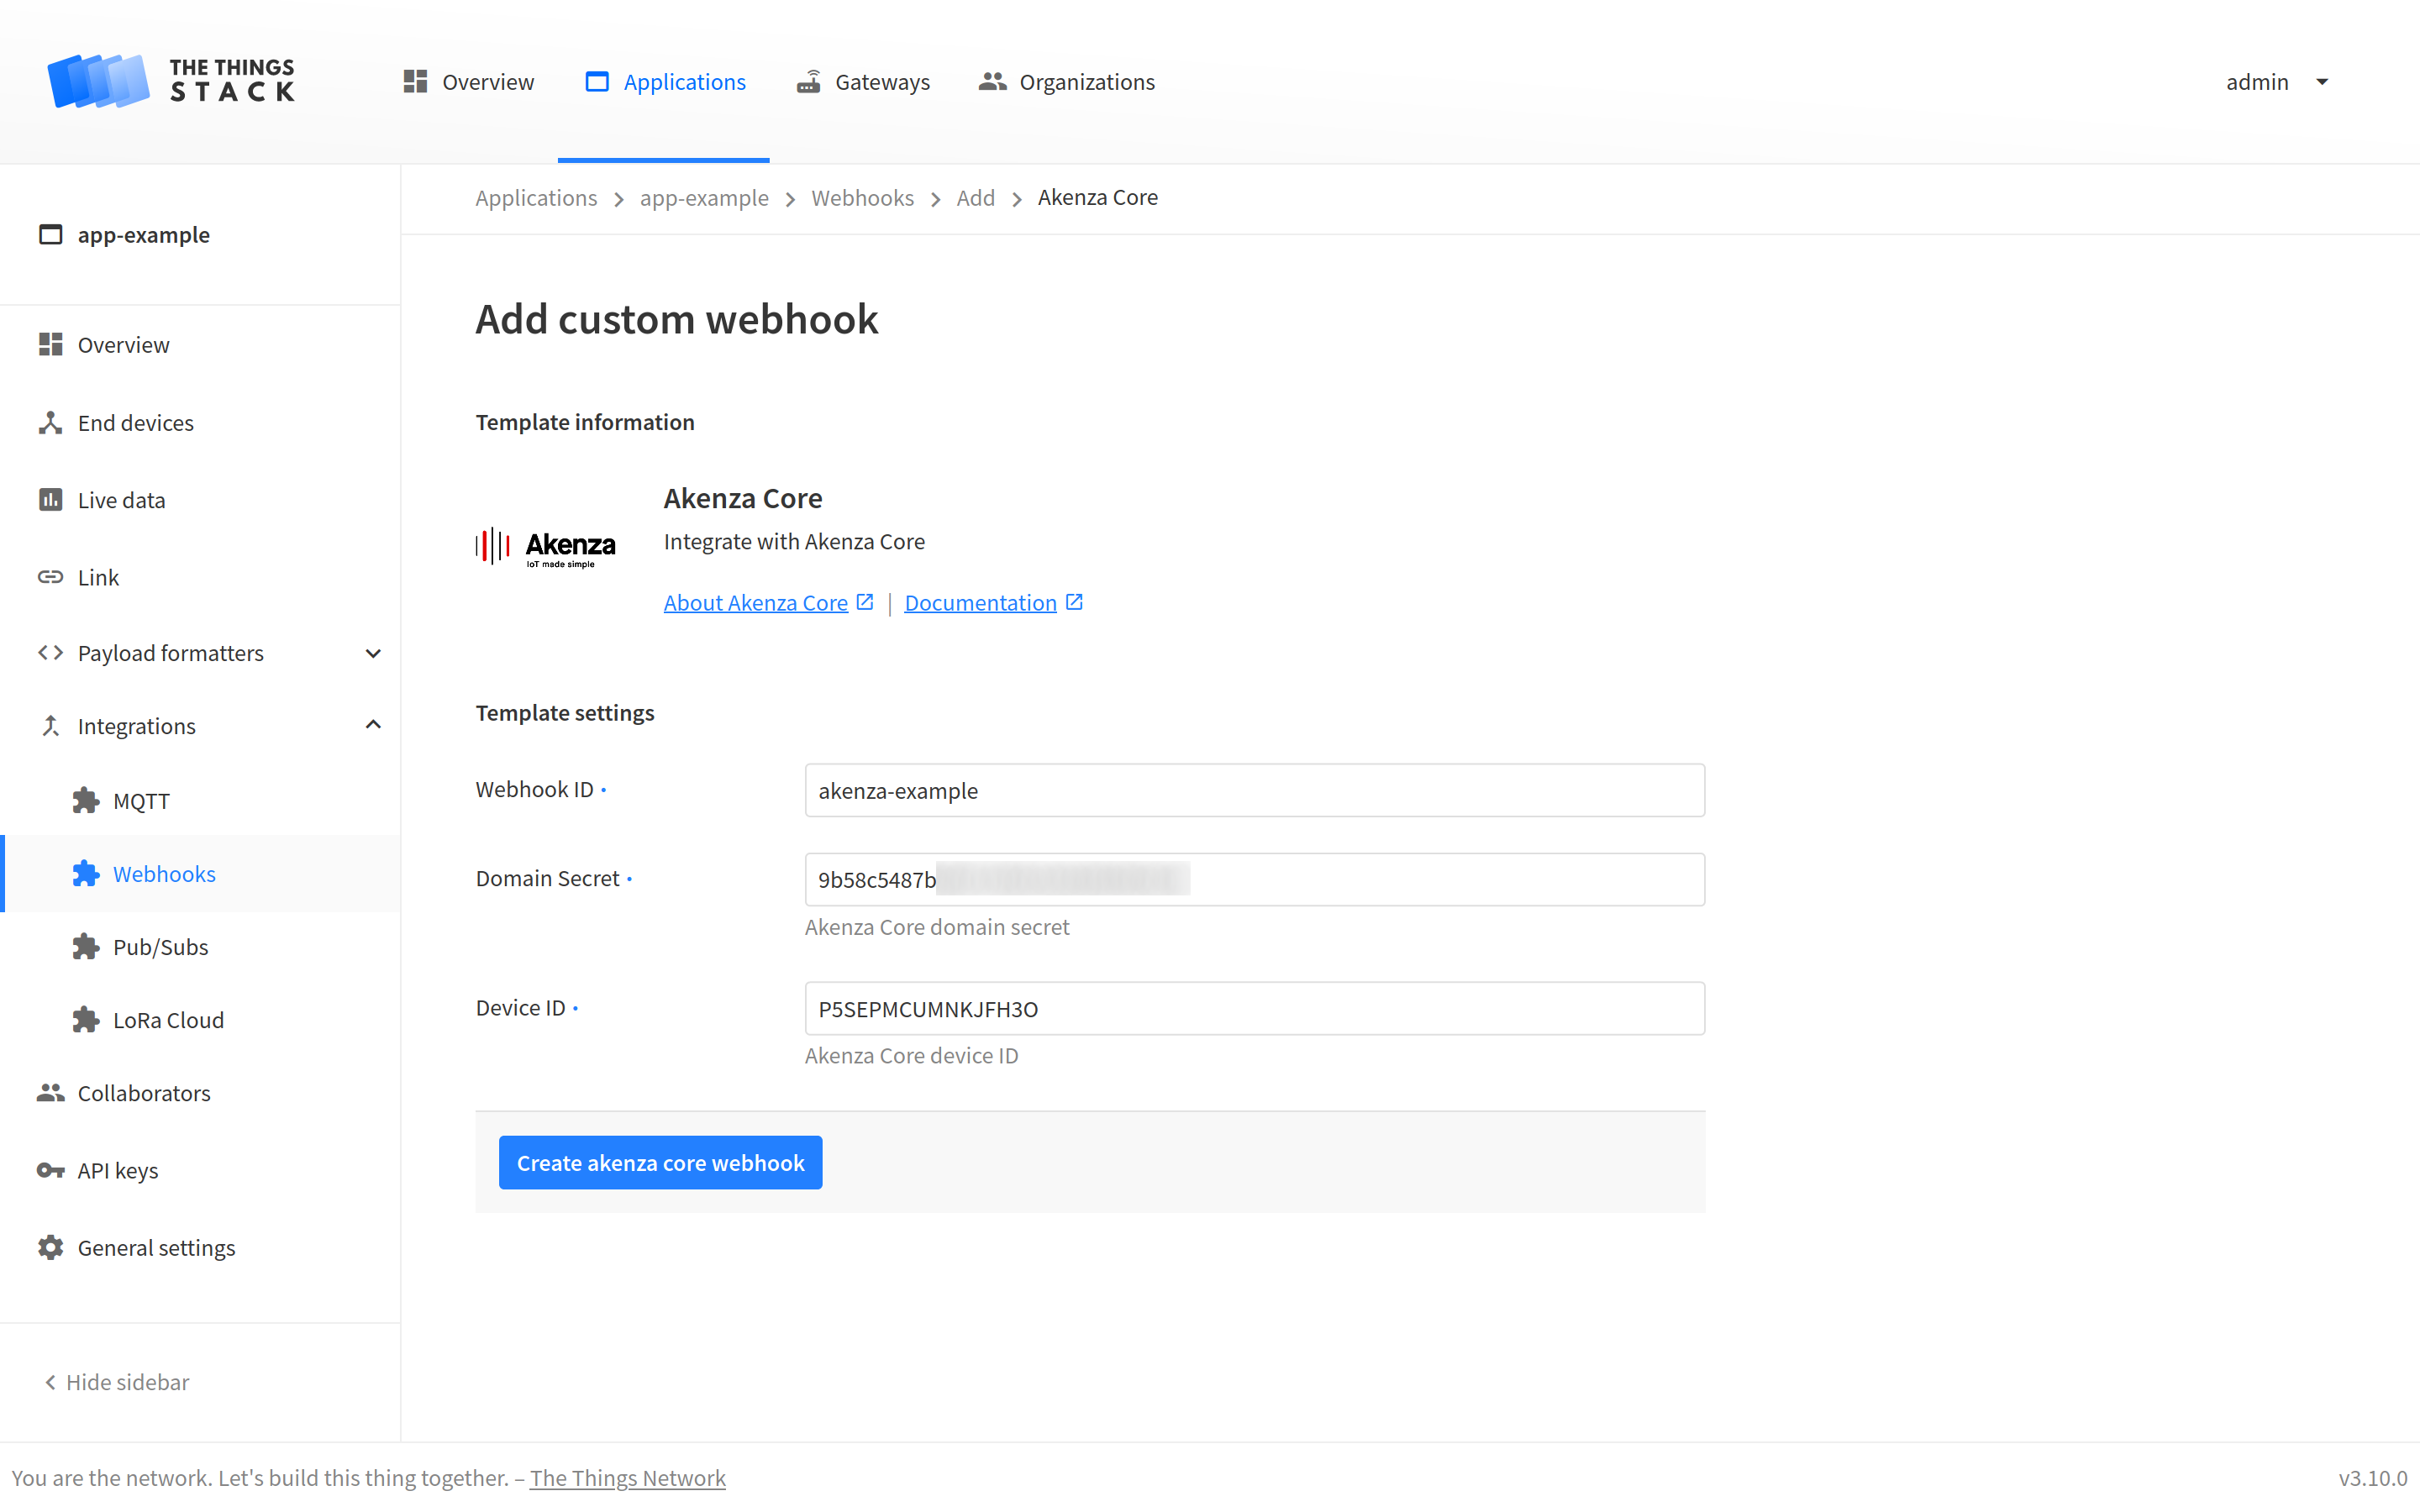 THE THINGS
STACK
Overview
Applications
Gateways
Organizations
admin
app-example
Applications > app-example > Webhooks > Add > Akenza Core
Overview
End devices
Live data
Link
Payload formatters
Integrations
MQTT
Webhooks
Pub/Subs
LoRa Cloud
Collaborators
API keys
General settings
Hide sidebar
Add custom webhook
Template information
Akenza
IoT made simple
Akenza Core
Integrate with Akenza Core
About Akenza Core | Documentation
Template settings
Webhook ID •
akenza-example
Domain Secret •
9b58c5487b
Akenza Core domain secret
Device ID •
P5SEPMCUMNKJFH3O
Akenza Core device ID
Create akenza core webhook
You are the network. Let's build this thing together. – The Things Network
v3.10.0